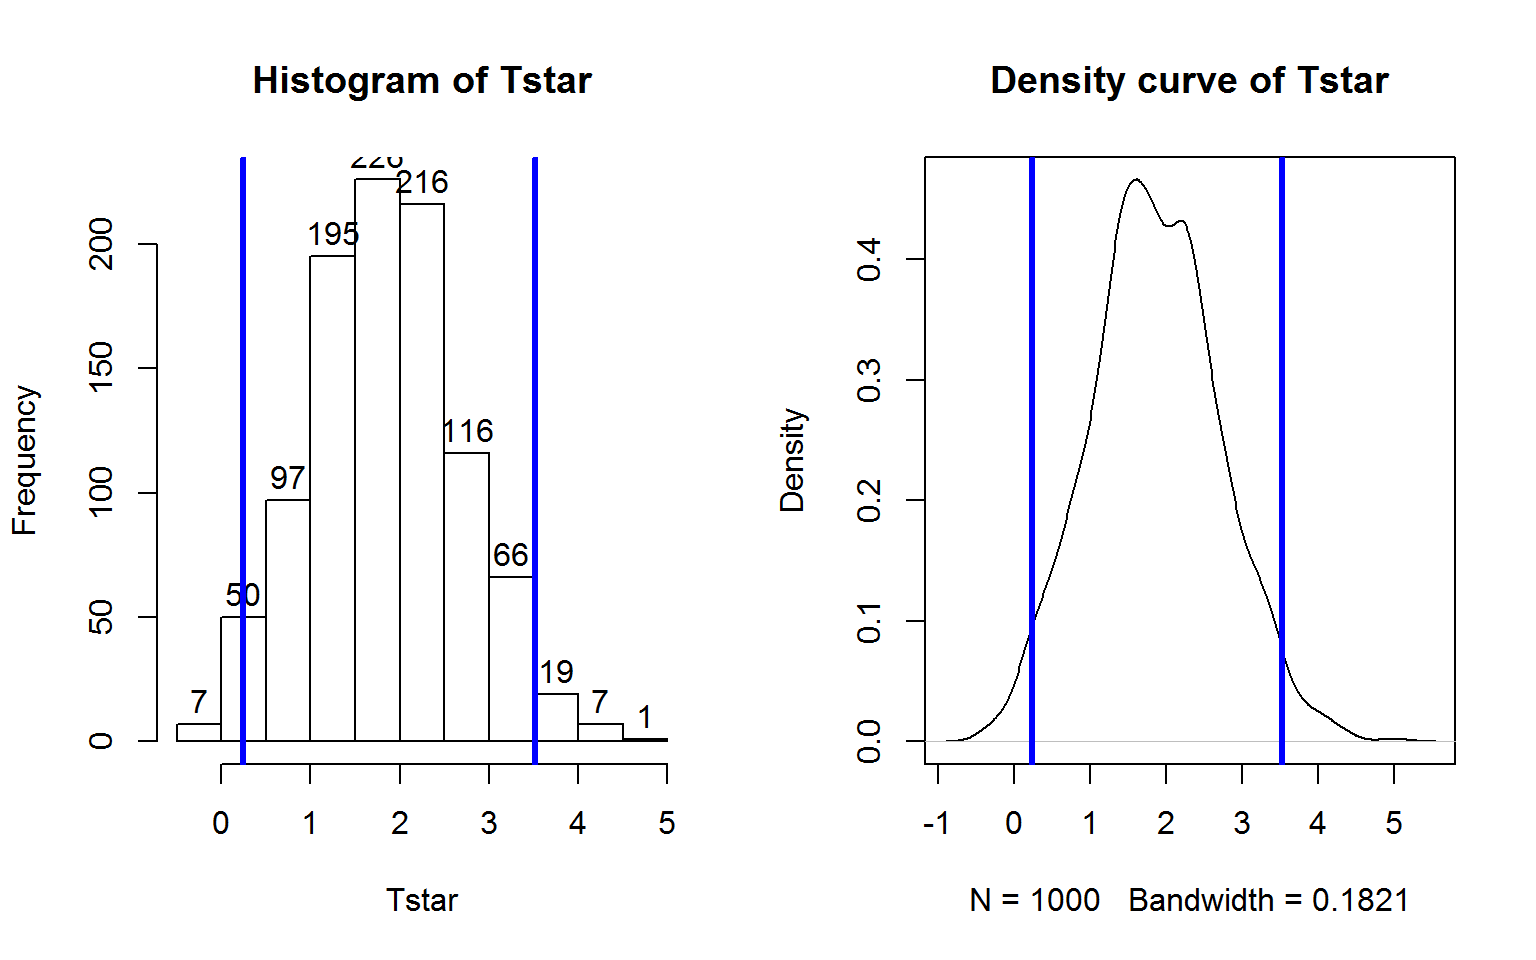 Histogram of Tstar
Frequency
200
150
100
50
0
7
50
97
195
226
216
116
66
19
7
1
0 1 2 3 4 5
Tstar
Density curve of Tstar
Density
0.4
0.3
0.2
0.1
0.0
-1 0 1 2 3 4 5
N = 1000 Bandwidth = 0.1821